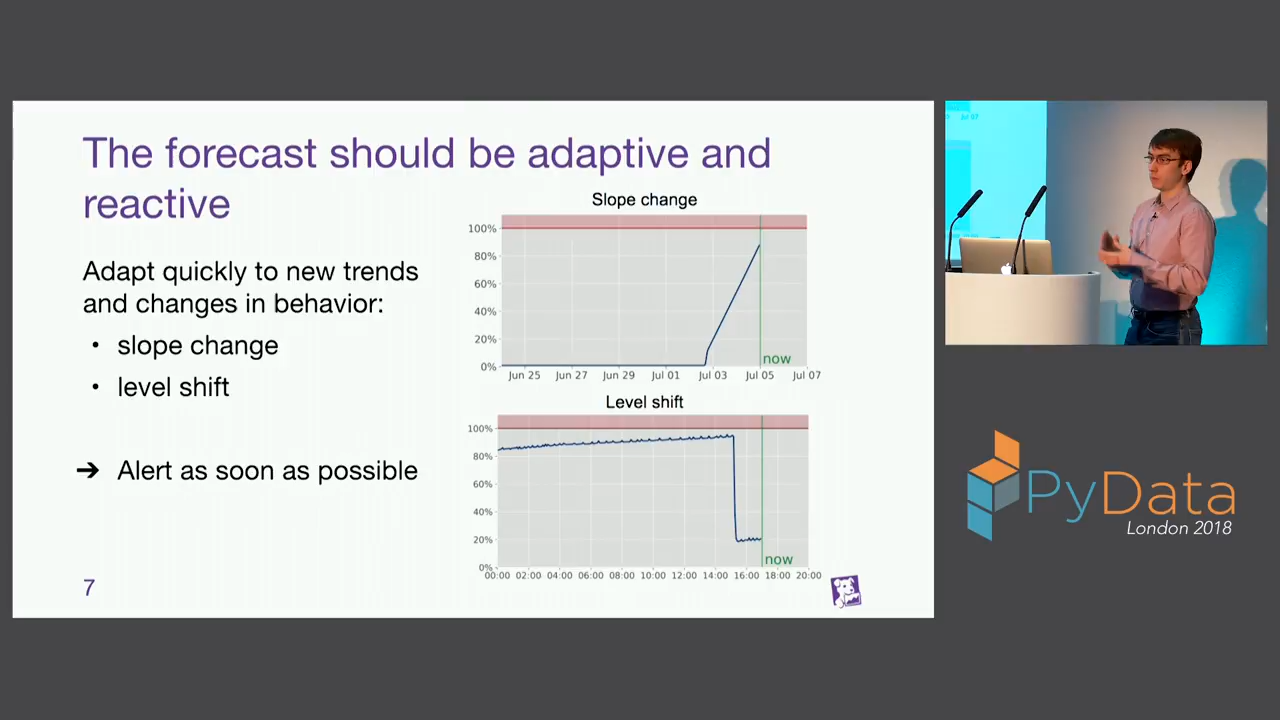 The forecast should be adaptive and
reactive
Adapt quickly to new trends
and changes in behavior:
• slope change
• level shift
➔ Alert as soon as possible
7
Slope change
100%
80%
60%
40%
20%
0%
now
Jun 25 Jun 27 Jun 29 Jul 01 Jul 03 Jul 05 Jul 07
Level shift
100%
80%
60%
40%
20%
0%
now
00:00 02:00 04:00 06:00 08:00 10:00 12:00 14:00 16:00 18:00 20:00
PyData
London 2018